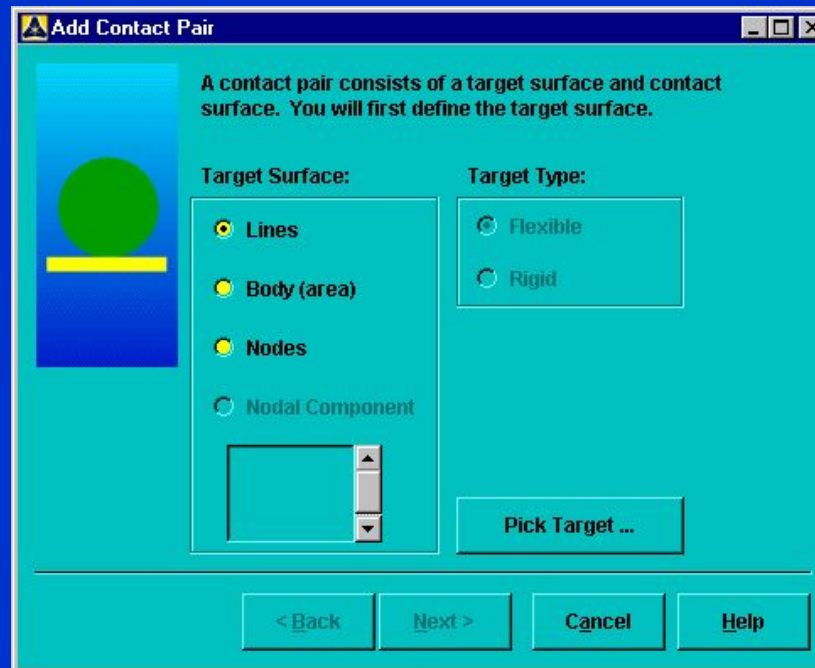 Add Contact Pair
A contact pair consists of a target surface and contact
surface. You will first define the target surface.
Target Surface:
Target Type:
Lines
Flexible
Body (area)
Rigid
Nodes
Nodal Component
Pick Target ...
< Back
Next >
Cancel
Help